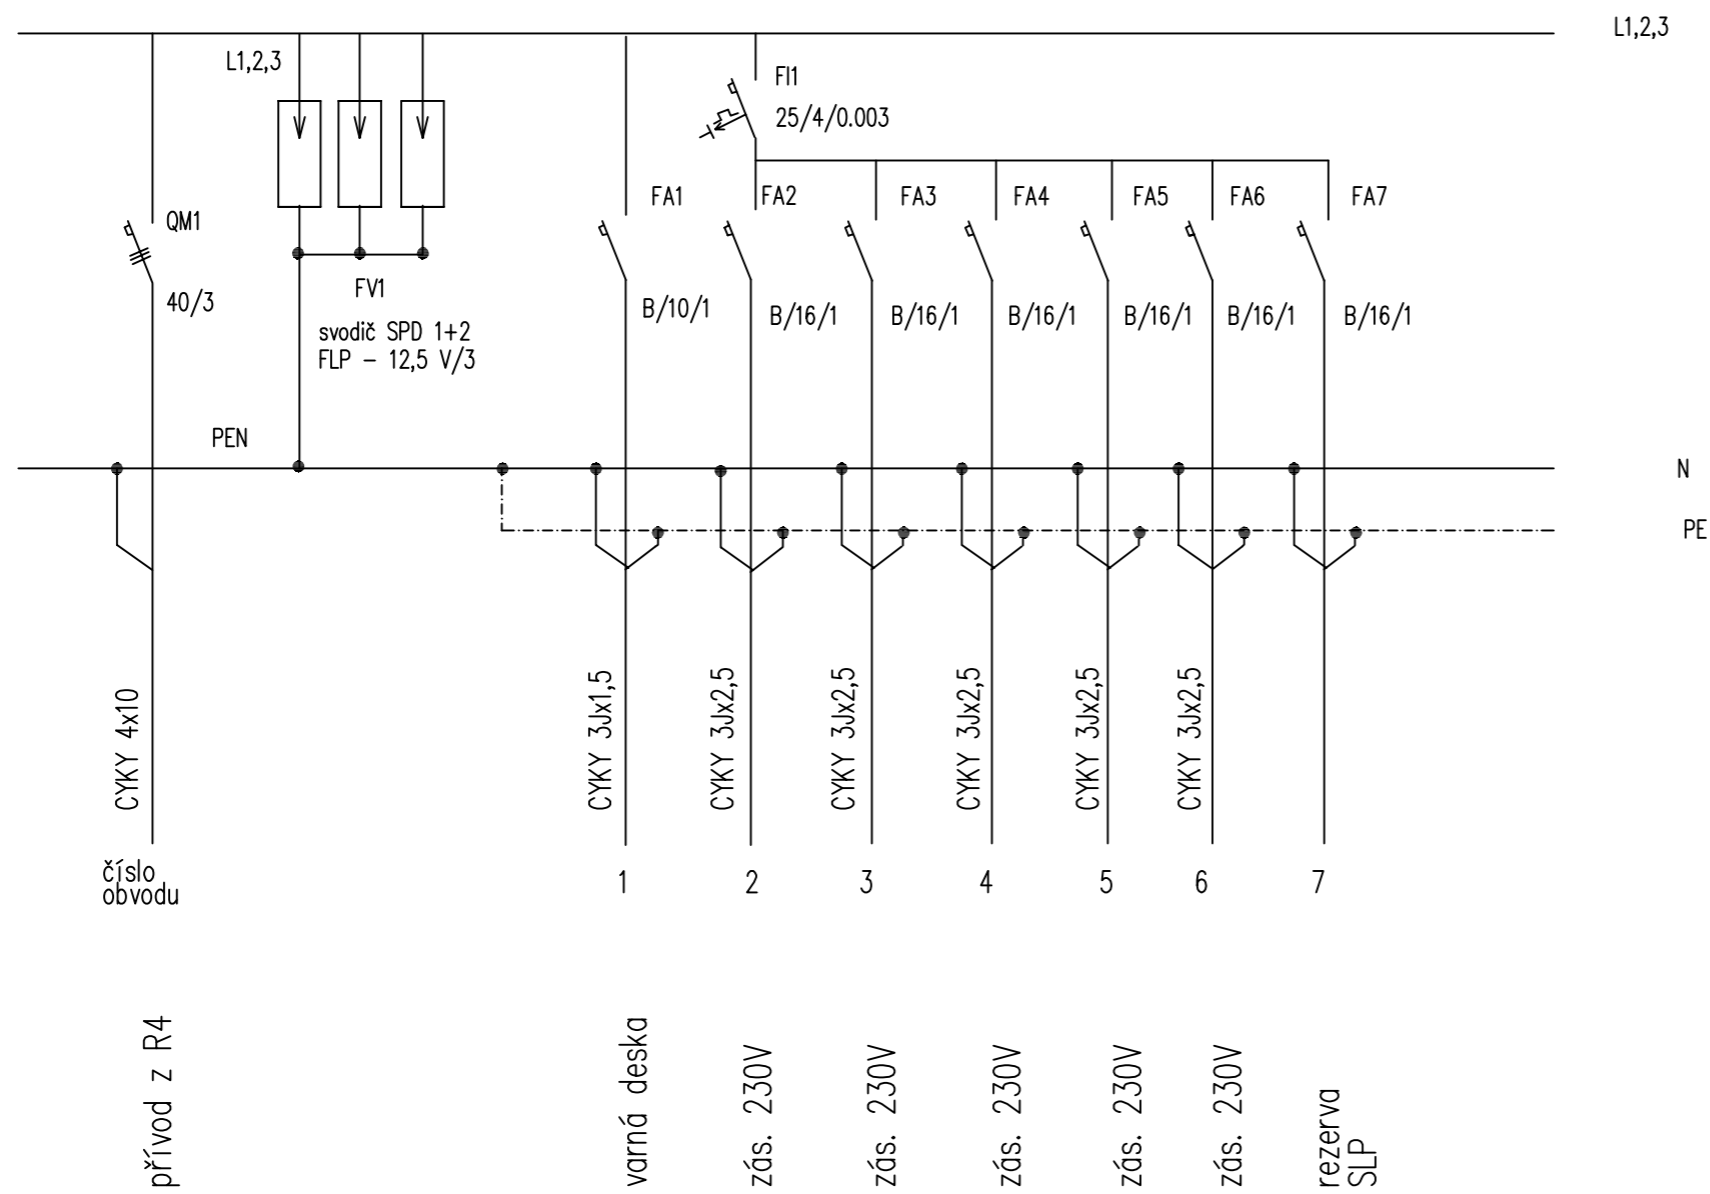 L1,2,3
L1,2,3
FI1
25/4/0.003
QM1
40/3
FV1
svodič SPD 1+2
FLP – 12,5 V/3
FA1
FA2
FA3
FA4
FA5
FA6
FA7
B/10/1
B/16/1
B/16/1
B/16/1
B/16/1
B/16/1
B/16/1
PEN
N
PE
CYKY 4x10
CYKY 3Jx1,5
CYKY 3Jx2,5
CYKY 3Jx2,5
CYKY 3Jx2,5
CYKY 3Jx2,5
CYKY 3Jx2,5
číslo
obvodu
1
2
3
4
5
6
7
přívod z R4
varná deska
zás. 230V
zás. 230V
zás. 230V
zás. 230V
zás. 230V
rezerva
SLP